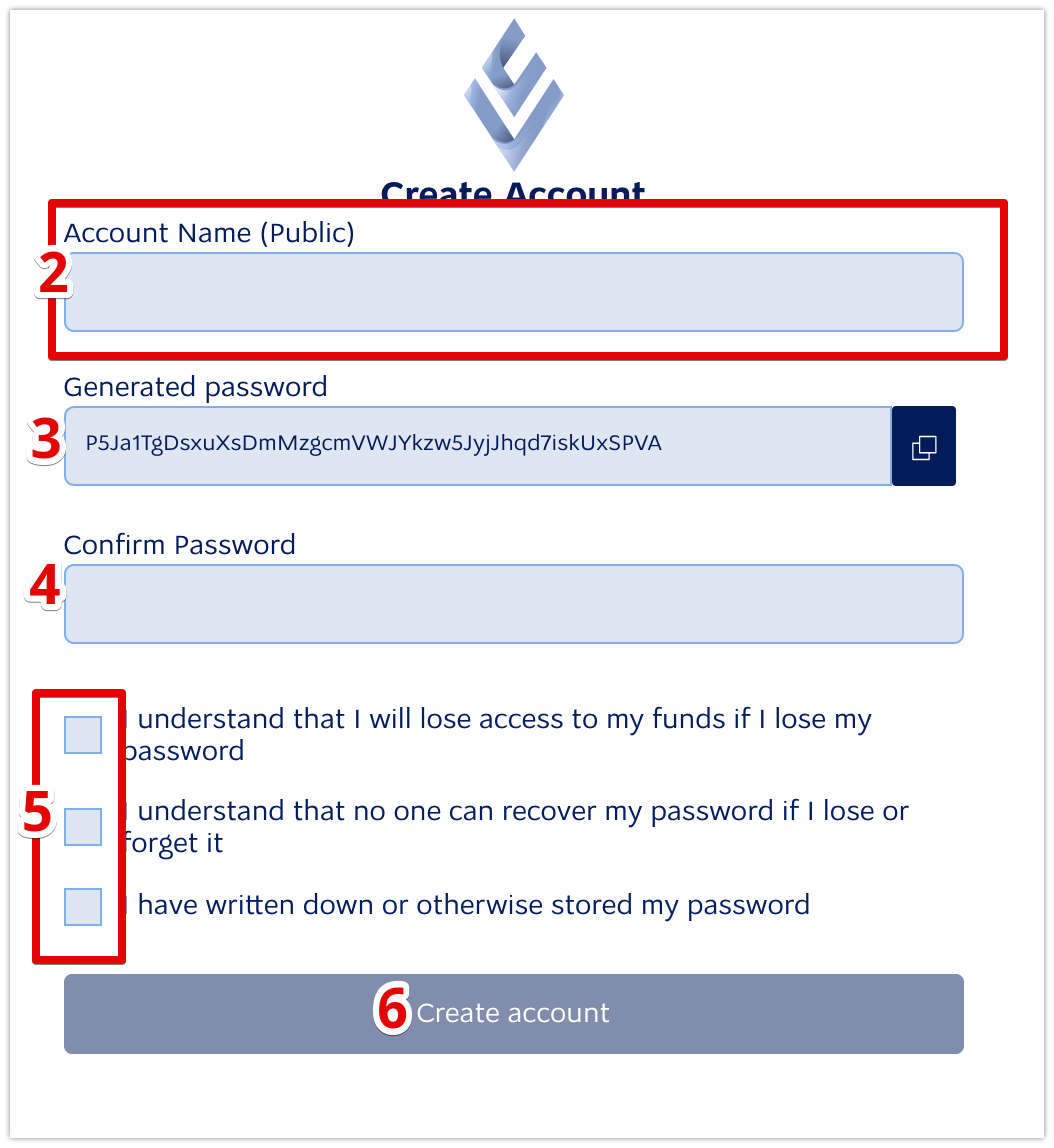 Create Account
Account Name (Public)
2
Generated password
3
P5Ja1TgDsxuXsDmMzgcmVWJYkzw5JyjJhqd7iskUxSPVA
Confirm Password
4
I understand that I will lose access to my funds if I lose my
password
5
I understand that no one can recover my password if I lose or
forget it
I have written down or otherwise stored my password
6
Create account